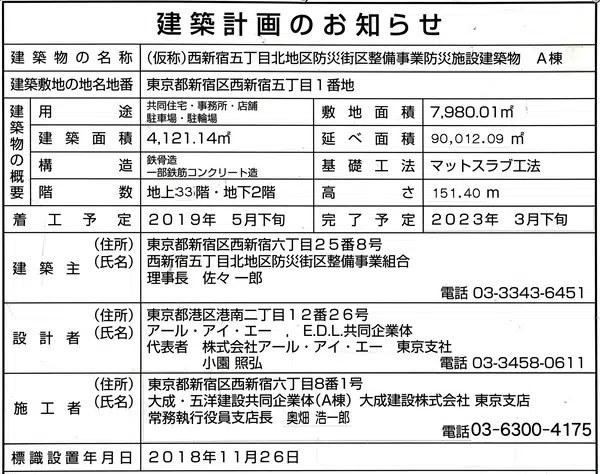 建築計画のお知らせ
建築物の名称 (仮称)西新宿五丁目北地区防災街区整備事業防災施設建築物 A棟
建築敷地の地名地番 東京都新宿区西新宿五丁目1番地
建築物の概要
用途 共同住宅・事務所・店舗
駐車場・駐輪場
敷地面積 7,980.01㎡
建築面積 4,121.14㎡ 延べ面積 90,012.09㎡
構造 鉄骨造
一部鉄筋コンクリート造
基礎工法 マットスラブ工法
階数 地上33階・地下2階 高さ 151.40 m
着工予定 2019年 5月下旬 完了予定 2023年 3月下旬
建築主 (住所) 東京都新宿区西新宿六丁目25番8号
(氏名) 西新宿五丁目北地区防災街区整備事業組合
理事長 佐々 一郎
電話 03-3343-6451
設計者 (住所) 東京都港区港南二丁目12番26号
(氏名) アール・アイ・エー , E.D.L.共同企業体
代表者 株式会社アール・アイ・エー 東京支社
小園 照弘 電話 03-3458-0611
施工者 (住所) 東京都新宿区西新宿六丁目8番1号
(氏名) 大成・五洋建設共同企業体(A棟) 大成建設株式会社 東京支店
常務執行役員支店長 奥畑 浩一郎
電話03-6300-4175
標識設置年月日 2018年11月26日